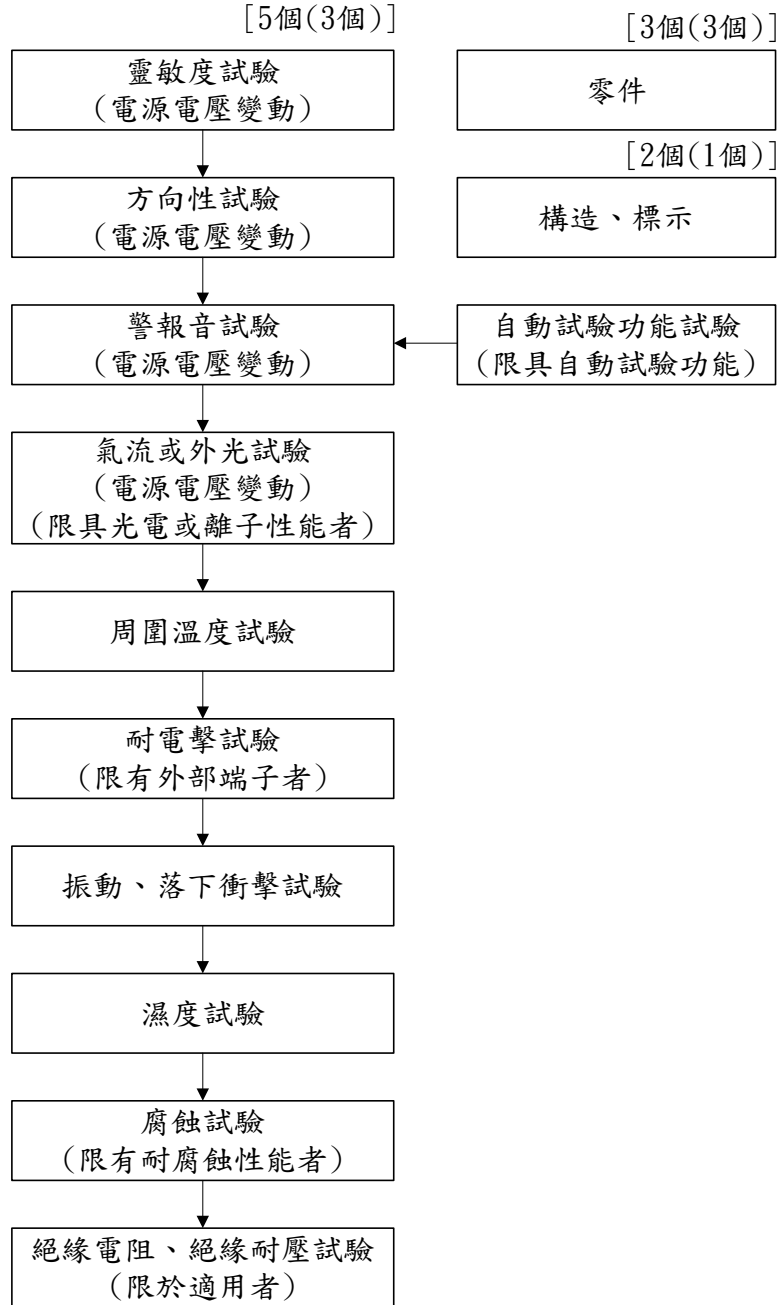 [5個(3個)]
靈敏度試驗
(電源電壓變動)
方向性試驗
(電源電壓變動)
警報音試驗
(電源電壓變動)
氣流或外光試驗
(電源電壓變動)
(限具光電或離子性能者)
周圍溫度試驗
耐電擊試驗
(限有外部端子者)
振動、落下衝擊試驗
濕度試驗
腐蝕試驗
(限有耐腐蝕性能者)
絕緣電阻、絕緣耐壓試驗
(限於適用者)
[3個(3個)]
零件
[2個(1個)]
構造、標示
自動試驗功能試驗
(限具自動試驗功能)